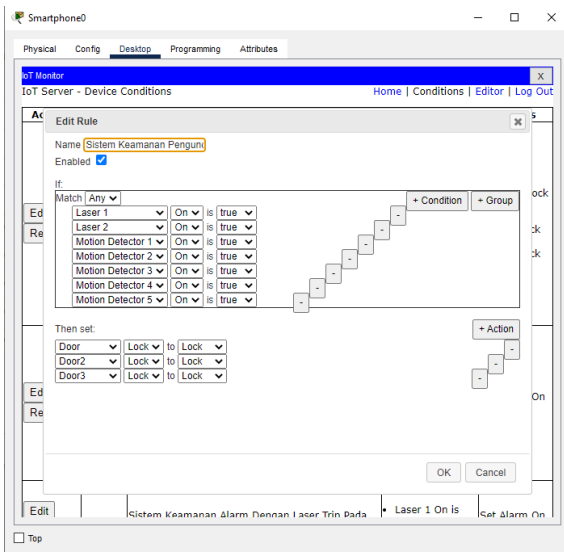 Smartphone0
Physical Config Desktop Programming Attributes
IoT Monitor X
IoT Server - Device Conditions Home | Conditions | Editor | Log Out
Edit Rule
Name Sistem Keamanan Pengund
Enabled
If:
Match Any + Condition + Group
Laser 1 On is true -
Laser 2 On is true -
Motion Detector 1 On is true -
Motion Detector 2 On is true -
Motion Detector 3 On is true -
Motion Detector 4 On is true -
Motion Detector 5 On is true -
Then set: + Action
Door Lock to Lock -
Door2 Lock to Lock -
Door3 Lock to Lock -
On
OK Cancel
Edit
Sistem Keamanan Alarm Dengan Laser Trip Pada
• Laser 1 On is
Set Alarm On
Top